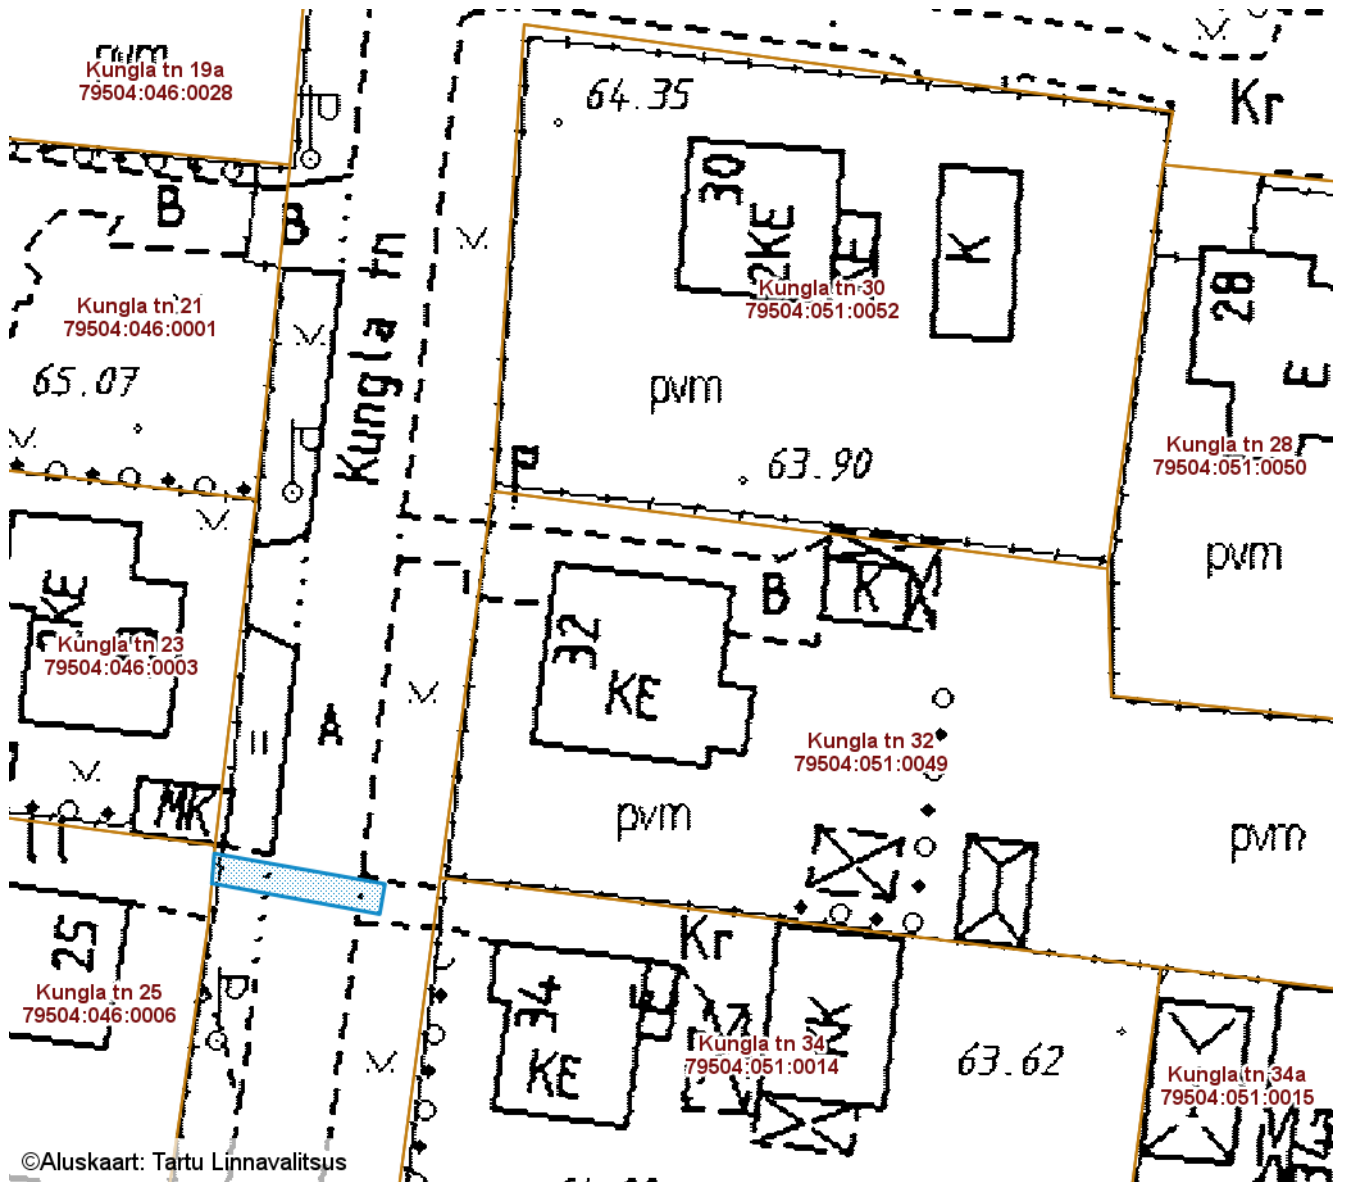 pvm
Kungla tn 19a
79504:046:0028
64.35
Kr
30
2KE
KE
K
B
B
Kungla tn
Kungla tn 21
79504:046:0001
Kungla tn 30
79504:051:0052
28
E
65.07
pvm
63.90
Kungla tn 28
79504:051:0050
pvm
B
K
32
KE
KE
Kungla tn 23
79504:046:0003
A
Kungla tn 32
79504:051:0049
MK
pvm
pvm
25
Kr
Kungla tn 25
79504:046:0006
34
KE
Kungla tn 34
79504:051:0014
63.62
Kungla tn 34a
79504:051:0015
©Aluskaart: Tartu Linnavalitsus